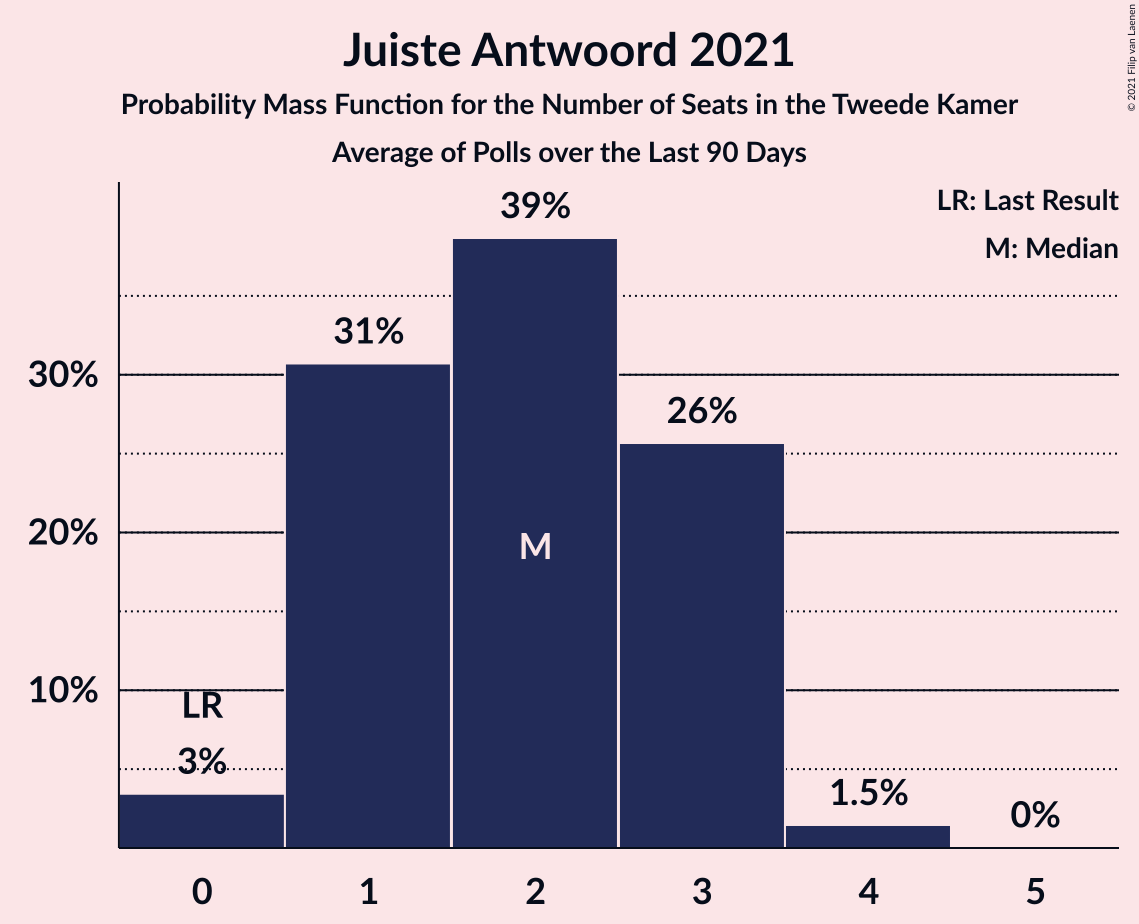 Juiste Antwoord 2021
Probability Mass Function for the Number of Seats in the Tweede Kamer
Average of Polls over the Last 90 Days
© 2021 Filip van Laenen
LR: Last Result
M: Median
39%
31%
30%
26%
20%
M
10%
LR
3%
1.5%
0%
0 1 2 3 4 5